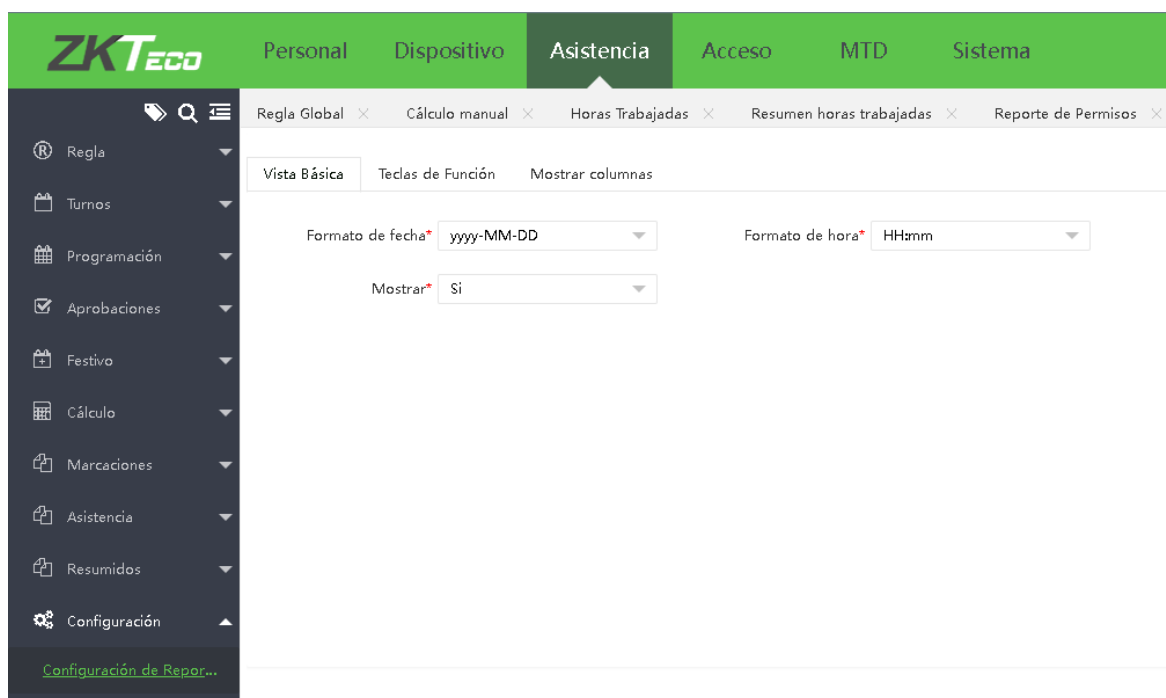 ZKTECO Personal Dispositivo Asistencia Acceso MTD Sistema
Regla Global Cálculo manual Horas Trabajadas Resumen horas trabajadas Reporte de Permisos
Regla
Vista Básica Teclas de Función Mostrar columnas
Turnos
Formato de fecha* yyyy-MM-DD Formato de hora* HH:mm
Programación
Mostrar* Si
Aprobaciones
Festivo
Cálculo
Marcaciones
Asistencia
Resumidos
Configuración
Configuración de Repor...